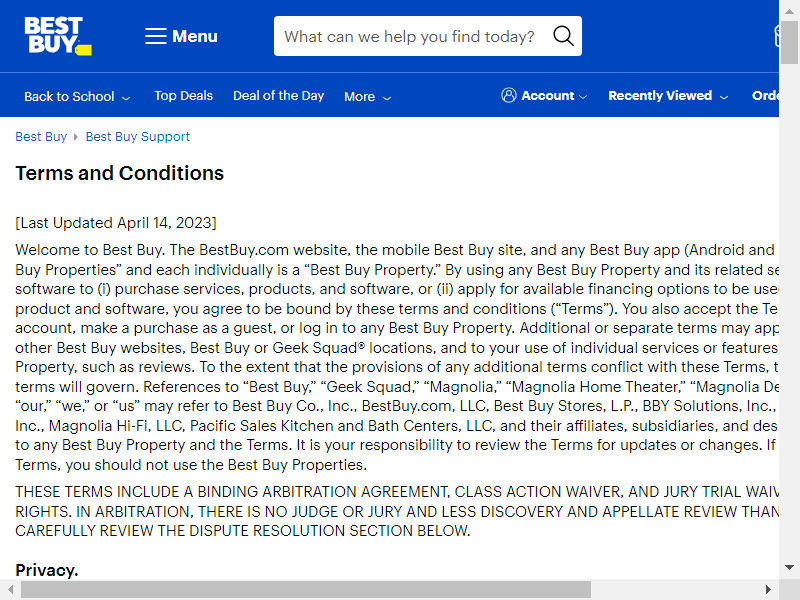 BEST BUY
Menu
What can we help you find today?
Back to School
Top Deals
Deal of the Day
More
Account
Recently Viewed
Best Buy
Best Buy Support
Terms and Conditions
[Last Updated April 14, 2023]
Welcome to Best Buy. The BestBuy.com website, the mobile Best Buy site, and any Best Buy app (Android and
Buy Properties” and each individually is a “Best Buy Property.” By using any Best Buy Property and its related
software to (i) purchase services, products, and software, or (ii) apply for available financing options to be
product and software, you agree to be bound by these terms and conditions (“Terms”). You also accept the
account, make a purchase as a guest, or log in to any Best Buy Property. Additional or separate terms may
other Best Buy websites, Best Buy or Geek Squad® locations, and to your use of individual services or features
Property, such as reviews. To the extent that the provisions of any additional terms conflict with these Terms,
terms will govern. References to “Best Buy,” “Geek Squad,” “Magnolia,” “Magnolia Home Theater,” “Magnolia
“our,” “we,” or “us” may refer to Best Buy Co., Inc., BestBuy.com, LLC, Best Buy Stores, L.P., BBY Solutions, Inc.,
Inc., Magnolia Hi-Fi, LLC, Pacific Sales Kitchen and Bath Centers, LLC, and their affiliates, subsidiaries, and
to any Best Buy Property and the Terms. It is your responsibility to review the Terms for updates or changes. If
Terms, you should not use the Best Buy Properties.
THESE TERMS INCLUDE A BINDING ARBITRATION AGREEMENT, CLASS ACTION WAIVER, AND JURY TRIAL
RIGHTS. IN ARBITRATION, THERE IS NO JUDGE OR JURY AND LESS DISCOVERY AND APPELLATE REVIEW THAN
CAREFULLY REVIEW THE DISPUTE RESOLUTION SECTION BELOW.
Privacy.